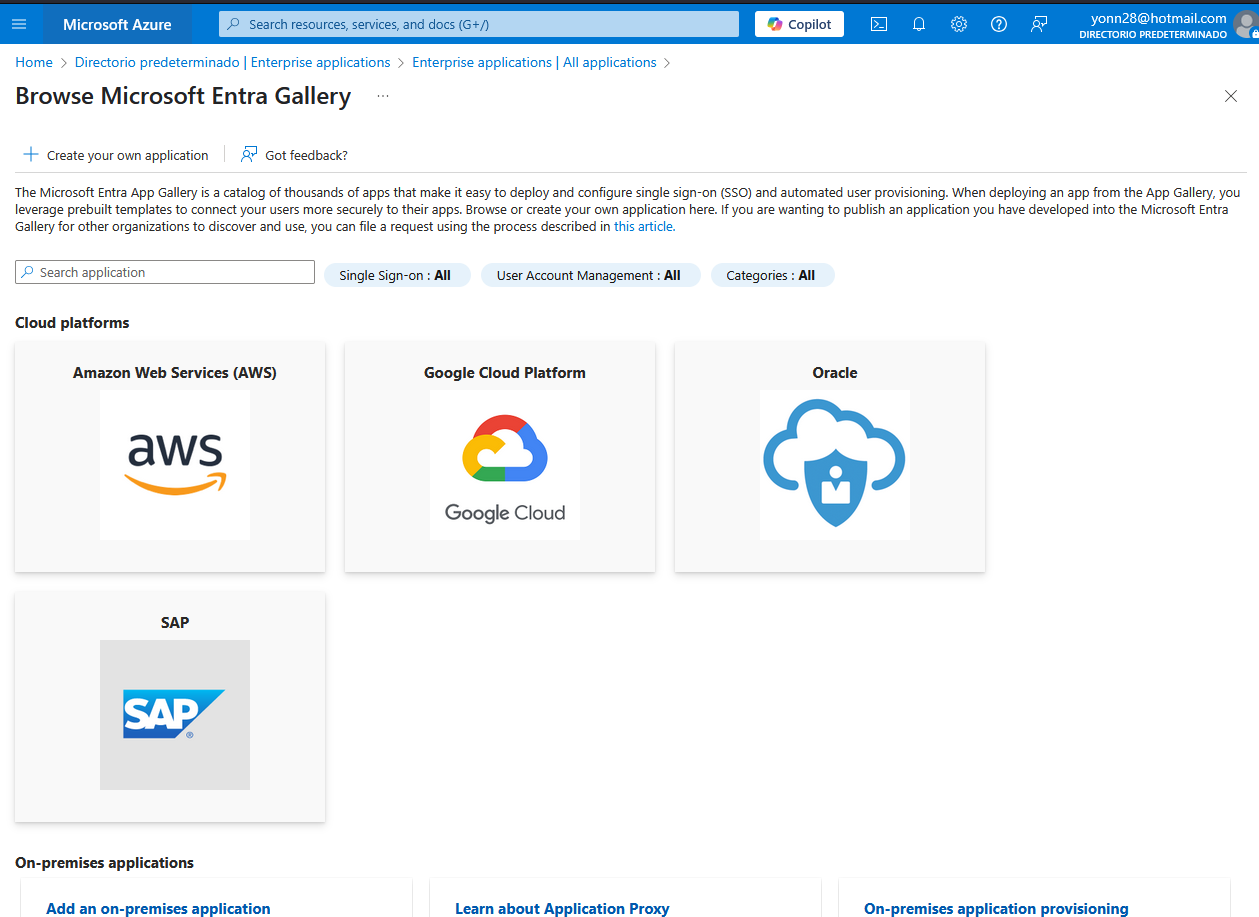 Microsoft Azure
Search resources, services, and docs (G+/)
Copilot
yonn28@hotmail.com
DIRECTORIO PREDETERMINADO
Home > Directorio predeterminado | Enterprise applications > Enterprise applications | All applications >
Browse Microsoft Entra Gallery ...
Create your own application
Got feedback?
The Microsoft Entra App Gallery is a catalog of thousands of apps that make it easy to deploy and configure single sign-on (SSO) and automated user provisioning. When deploying an app from the App Gallery, you
leverage prebuilt templates to connect your users more securely to their apps. Browse or create your own application here. If you are wanting to publish an application you have developed into the Microsoft Entra
Gallery for other organizations to discover and use, you can file a request using the process described in this article.
Search application
Single Sign-on : All
User Account Management : All
Categories : All
Cloud platforms
Amazon Web Services (AWS)
aws
Google Cloud Platform
Google Cloud
Oracle
SAP
SAP®
On-premises applications
Add an on-premises application
Learn about Application Proxy
On-premises application provisioning